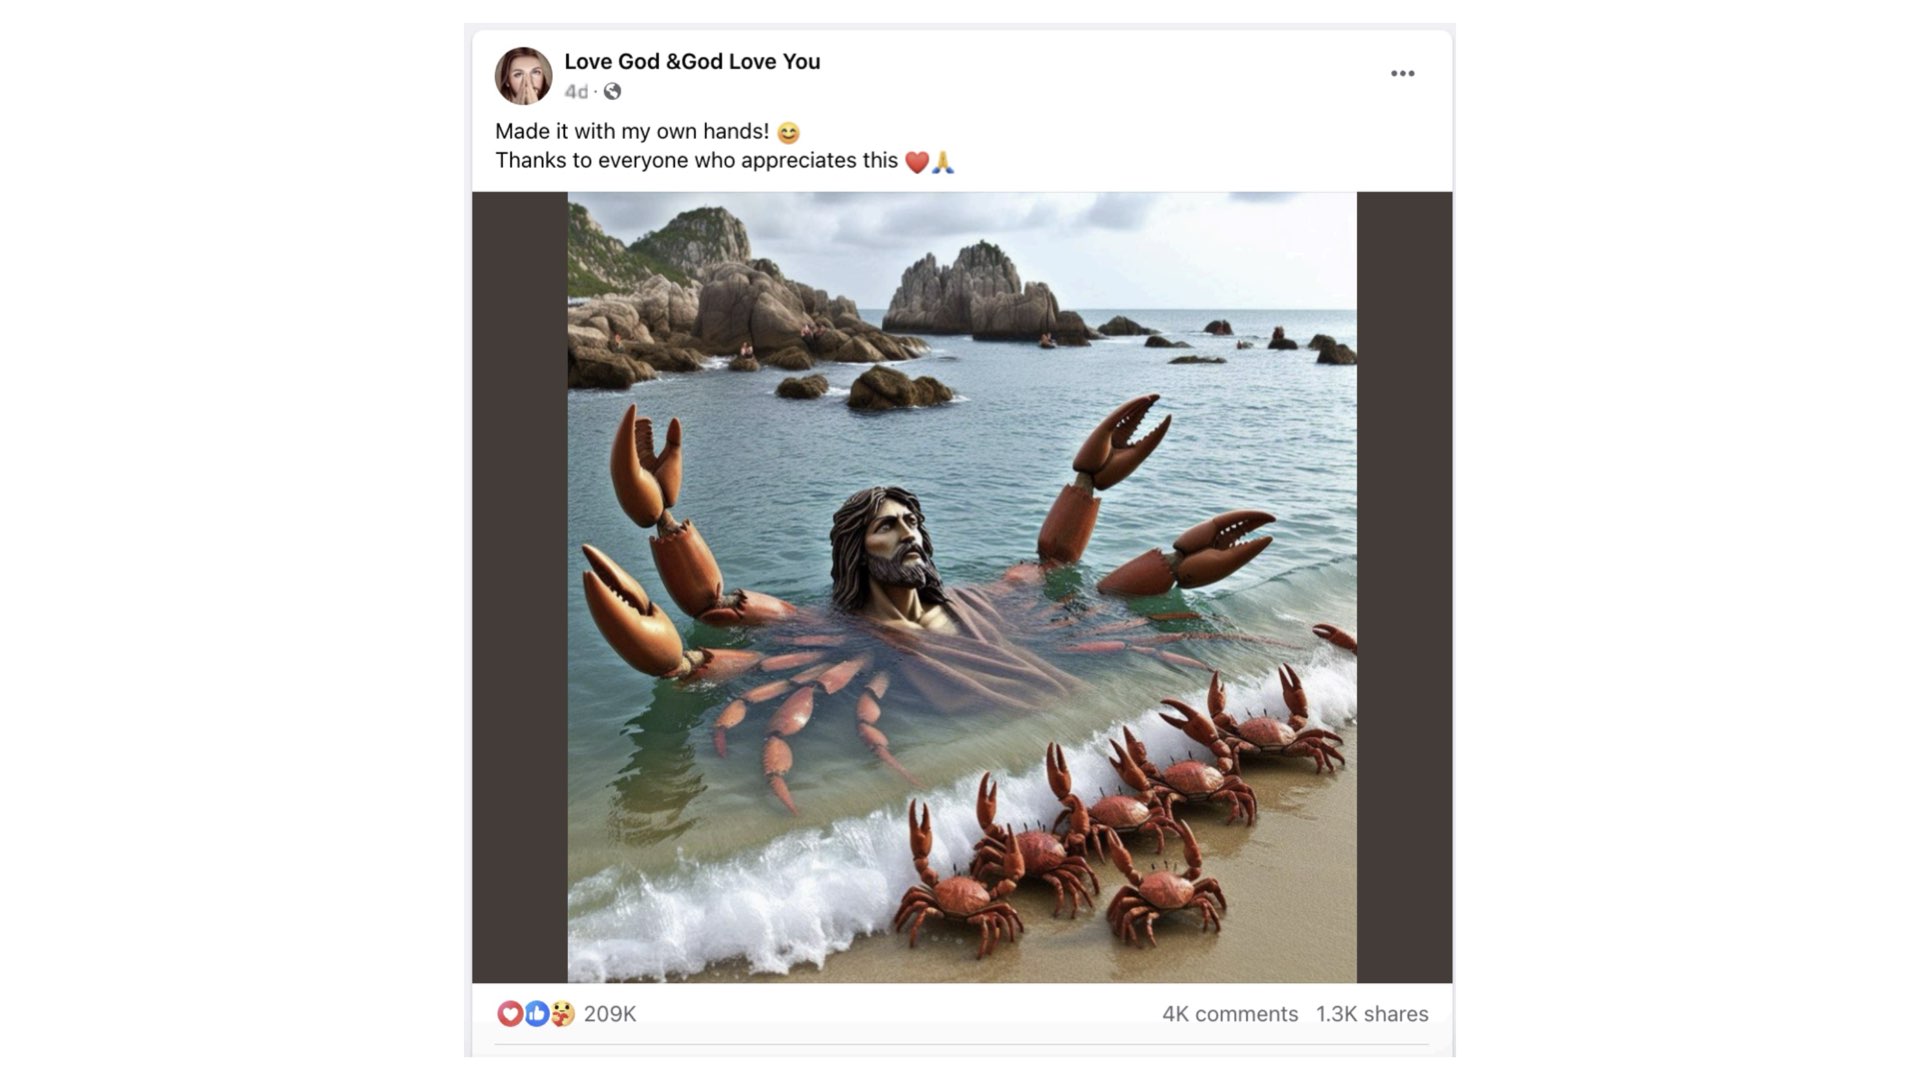 Love God &God Love You
4d ·
Made it with my own hands! 😊
Thanks to everyone who appreciates this ❤️🙏
209K
4K comments 1.3K shares